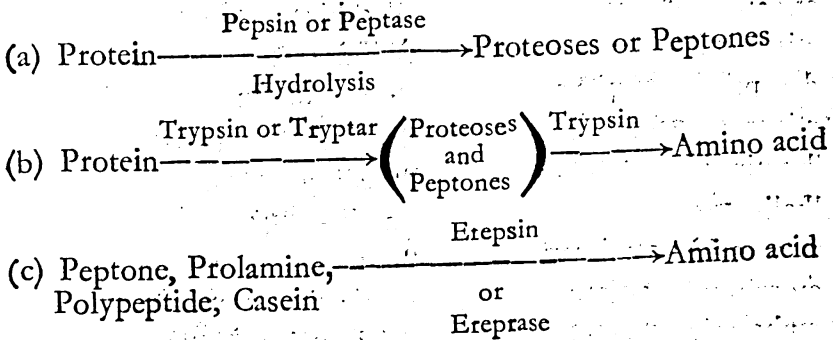 Pepsin or Peptase
(a) Protein → Proteoses or Peptones
Hydrolysis
Trypsin or Tryptar Proteoses Trypsin
(b) Protein → ( and ) → Amino acid
Peptones
Erepsin
(c) Peptone, Prolamine, → Amino acid
Polypeptide, Casein or
Ereprase